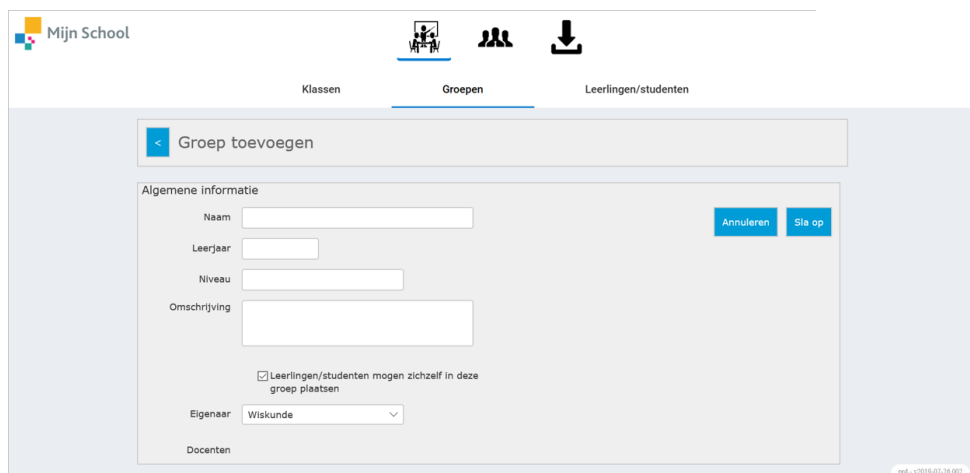 Mijn School
Klassen
Groepen
Leerlingen/studenten
< Groep toevoegen
Algemene informatie
Naam
Annuleren
Sla op
Leerjaar
Niveau
Omschrijving
Leerlingen/studenten mogen zichzelf in deze
groep plaatsen
Eigenaar
Wiskunde
Docenten